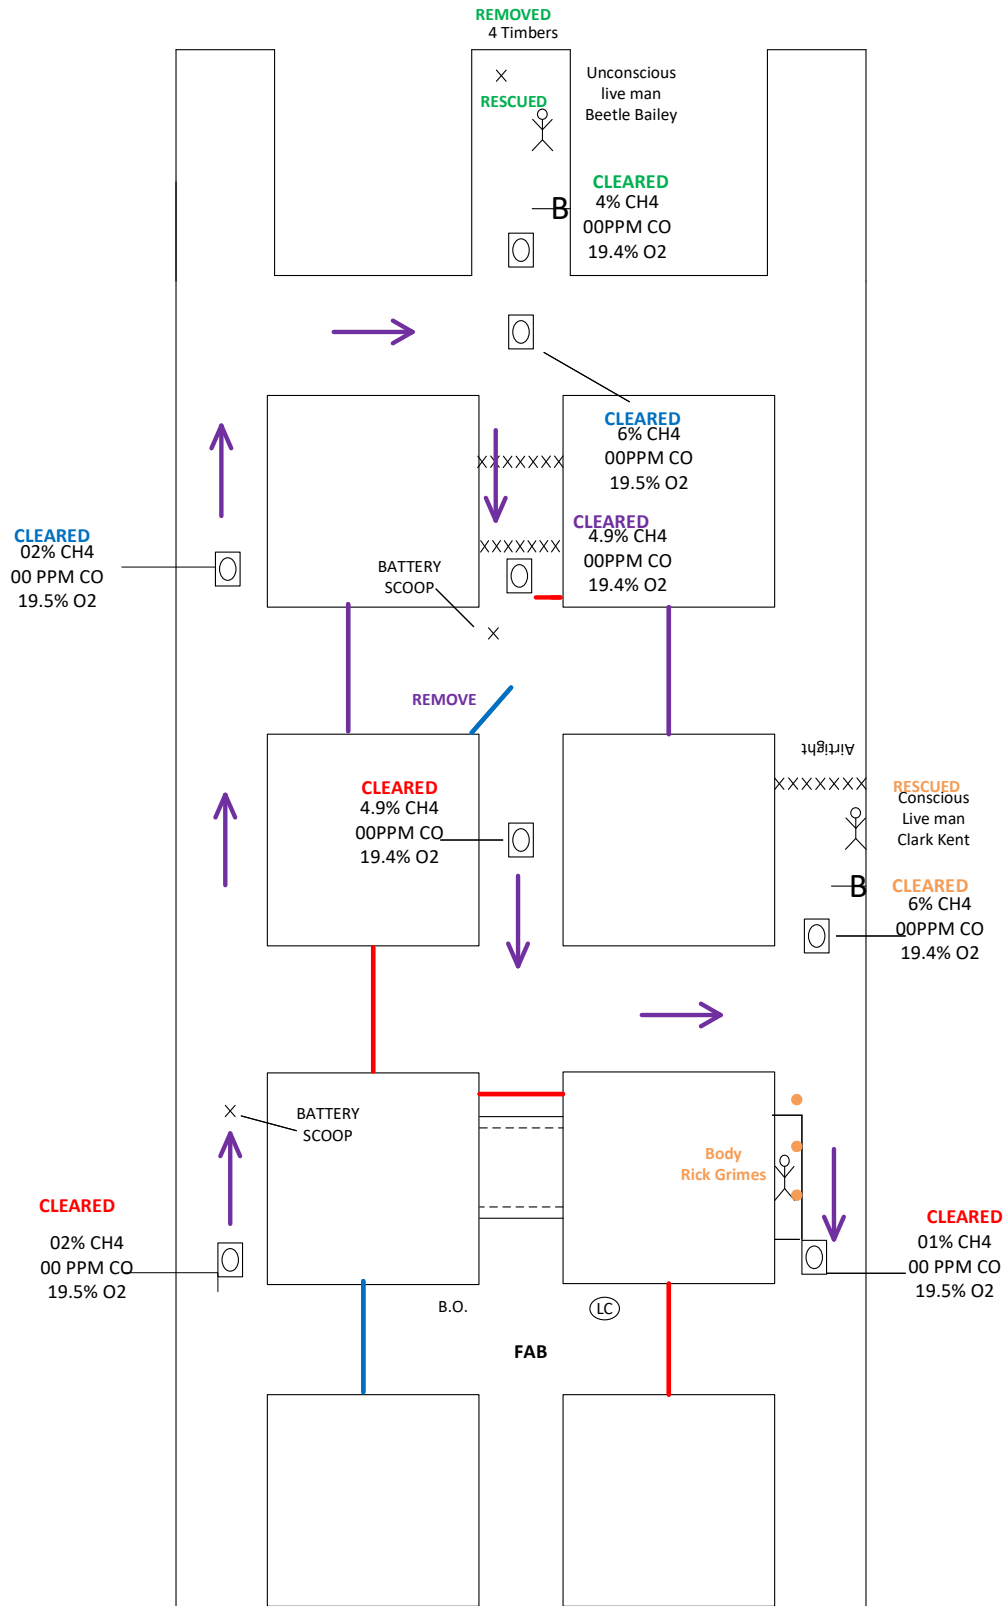 REMOVED
4 Timbers
X
Unconscious
live man
Beetle Bailey
RESCUED
CLEARED
B
4% CH4
00PPM CO
19.4% O2
CLEARED
6% CH4
00PPM CO
19.5% O2
XXXXXXX
CLEARED
4.9% CH4
00PPM CO
19.4% O2
XXXXXXX
CLEARED
02% CH4
00 PPM CO
19.5% O2
BATTERY
SCOOP
X
REMOVE
Airtight
XXXXXXX
CLEARED
4.9% CH4
00PPM CO
19.4% O2
RESCUED
Conscious
Live man
Clark Kent
B
CLEARED
6% CH4
00PPM CO
19.4% O2
X
BATTERY
SCOOP
Body
Rick Grimes
CLEARED
02% CH4
00 PPM CO
19.5% O2
CLEARED
01% CH4
00 PPM CO
19.5% O2
B.O.
LC
FAB